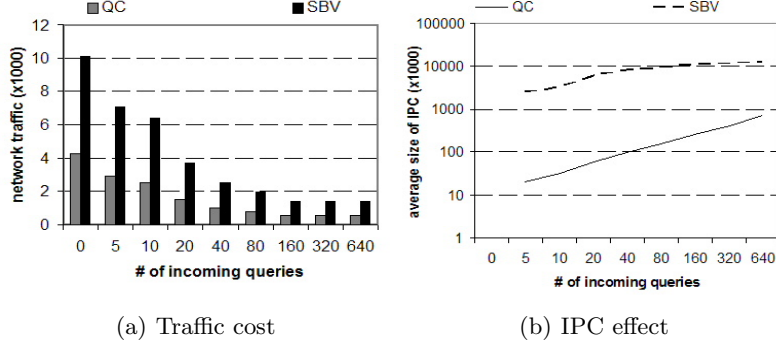 QC SBV
network traffic (x1000)
12
10
8
6
4
2
0
0 5 10 20 40 80 160 320 640
# of incoming queries
(a) Traffic cost
QC SBV
average size of IPC (x1000)
100000
10000
1000
100
10
1
0 5 10 20 40 80 160 320 640
# of incoming queries
(b) IPC effect